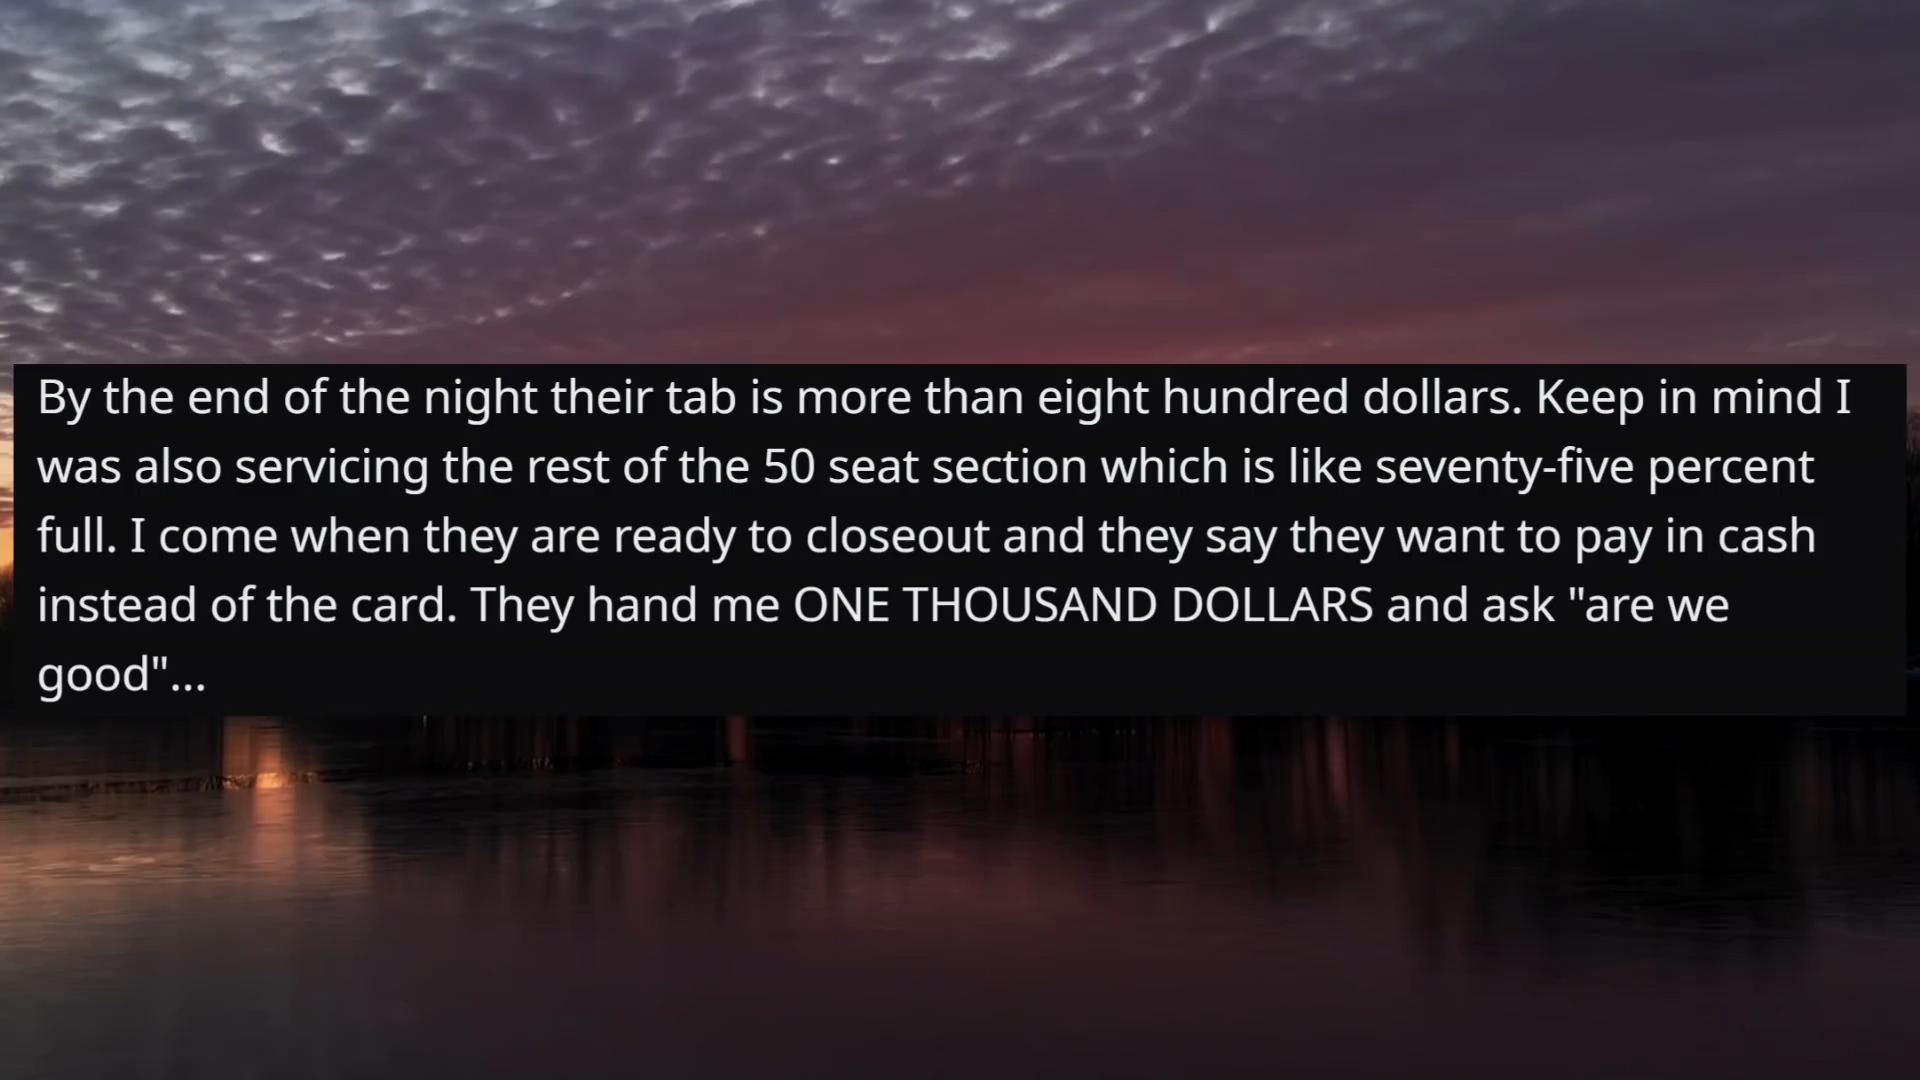 By the end of the night their tab is more than eight hundred dollars. Keep in mind I
was also servicing the rest of the 50 seat section which is like seventy-five percent
full. I come when they are ready to closeout and they say they want to pay in cash
instead of the card. They hand me ONE THOUSAND DOLLARS and ask "are we
good"...